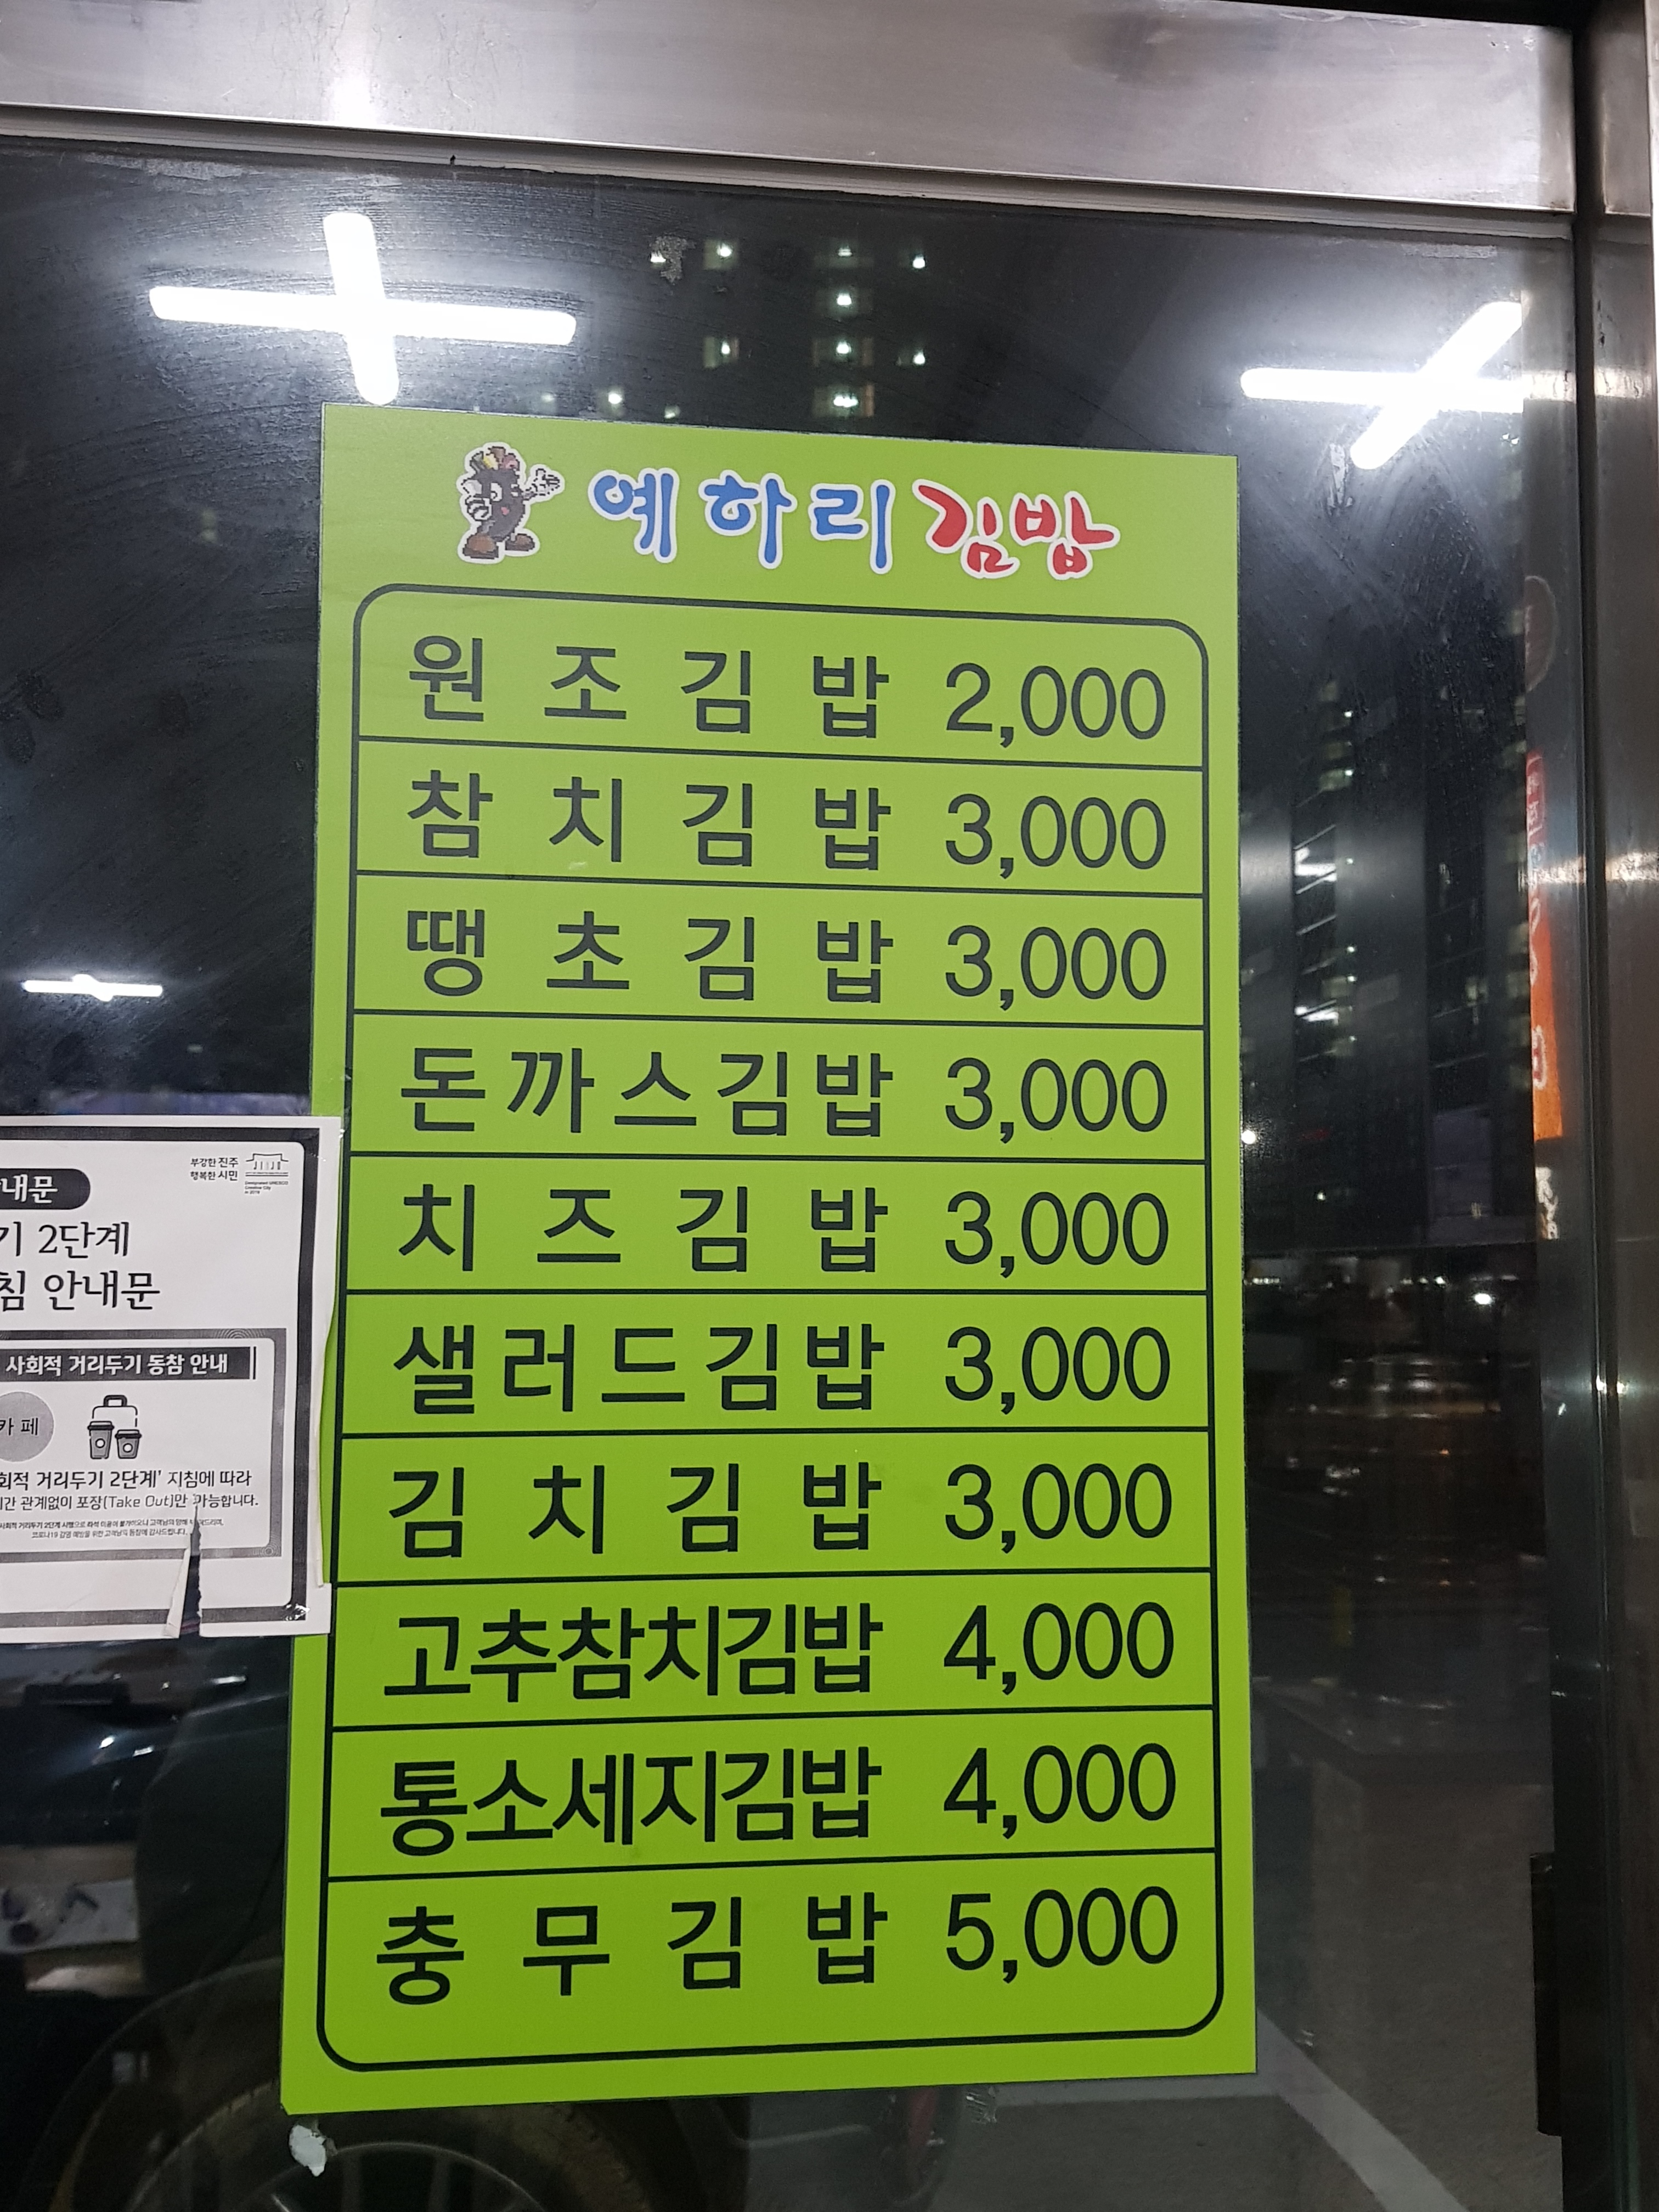 예하리김밥
원조김밥 2,000
참치김밥 3,000
땡초김밥 3,000
돈까스김밥 3,000
치즈김밥 3,000
샐러드김밥 3,000
김치김밥 3,000
고추참치김밥 4,000
통소세지김밥 4,000
충무김밥 5,000
부강한 진주
행복한 시민
내문
기 2단계
침 안내문
사회적 거리두기 동참 안내
카페
회적 거리두기 2단계' 지침에 따라
간 관계없이 포장(Take Out)만 가능합니다.